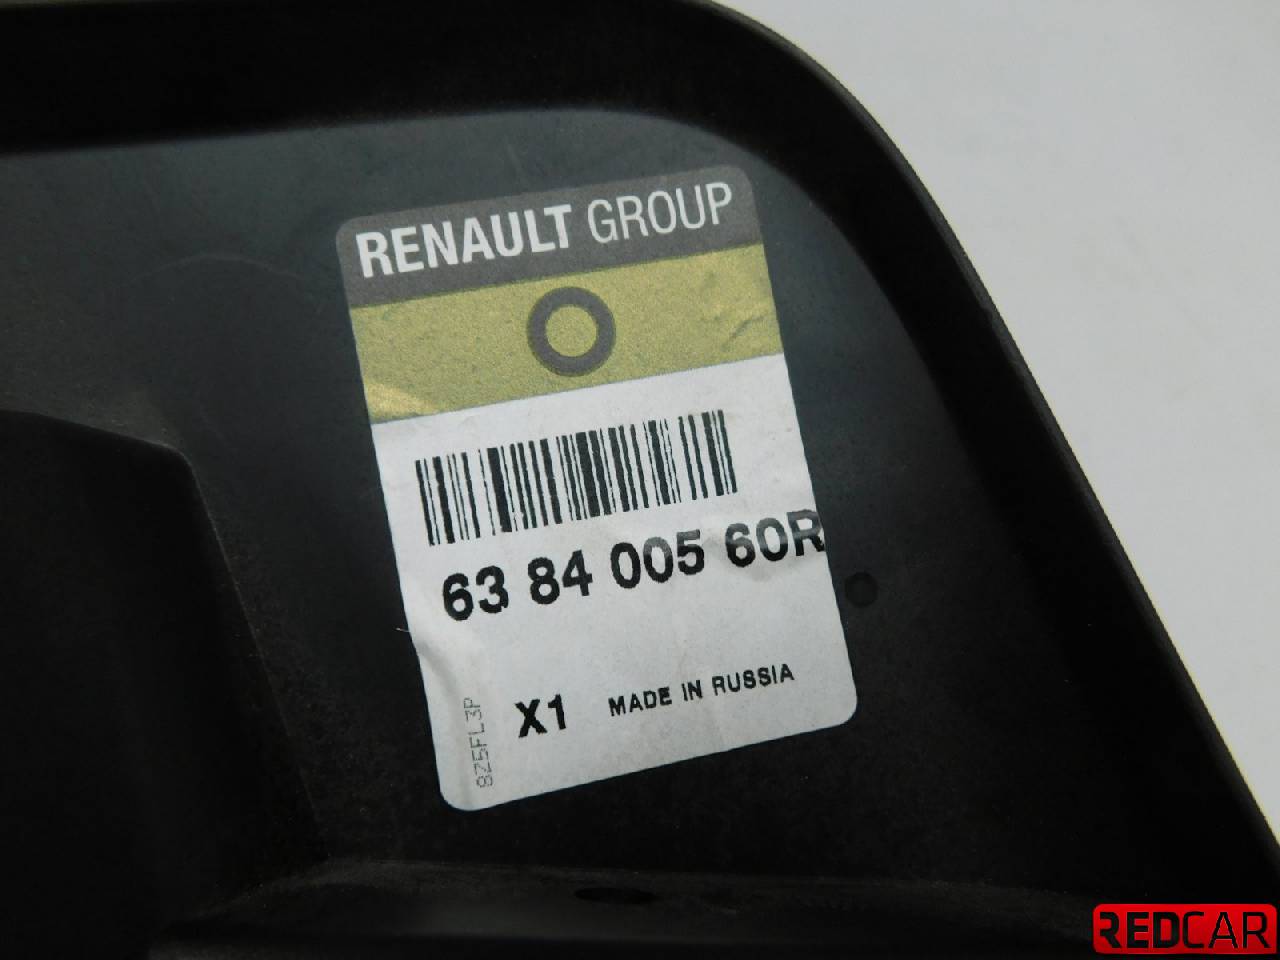 RENAULT GROUP
63 84 005 60R
X1 MADE IN RUSSIA
8Z5FL3P
REDCAR